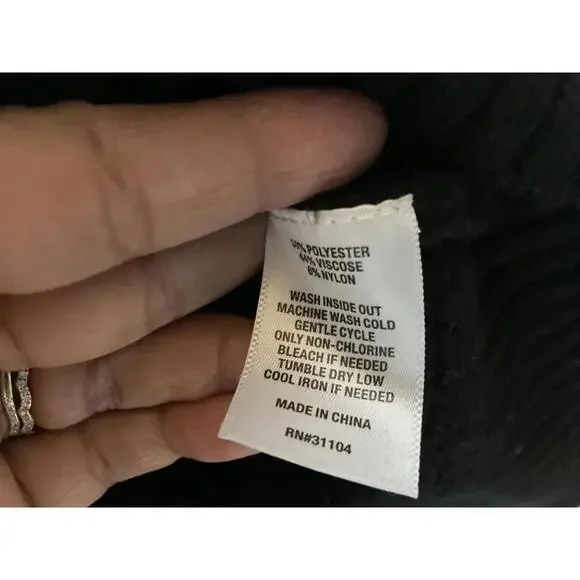 50% POLYESTER
44% VISCOSE
6% NYLON
WASH INSIDE OUT
MACHINE WASH COLD
GENTLE CYCLE
ONLY NON-CHLORINE
BLEACH IF NEEDED
TUMBLE DRY LOW
COOL IRON IF NEEDED
MADE IN CHINA
RN#31104